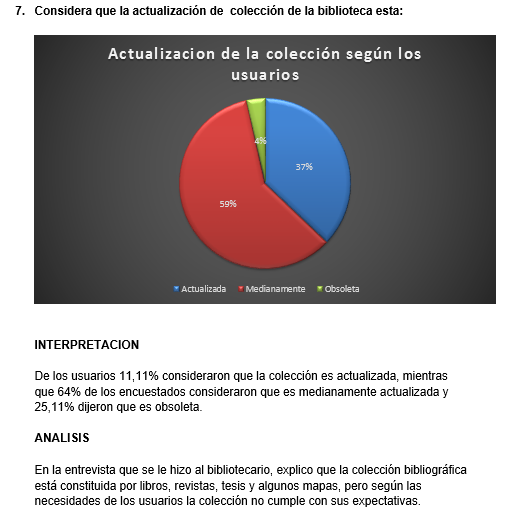 7. Considera que la actualización de colección de la biblioteca esta:
Actualizacion de la colección según los
usuarios
4%
37%
59%
Actualizada Medianamente Obsoleta
INTERPRETACION
De los usuarios 11,11% consideraron que la colección es actualizada, mientras
que 64% de los encuestados consideraron que es medianamente actualizada y
25,11% dijeron que es obsoleta.
ANALISIS
En la entrevista que se le hizo al bibliotecario, explico que la colección bibliográfica
está constituida por libros, revistas, tesis y algunos mapas, pero según las
necesidades de los usuarios la colección no cumple con sus expectativas.